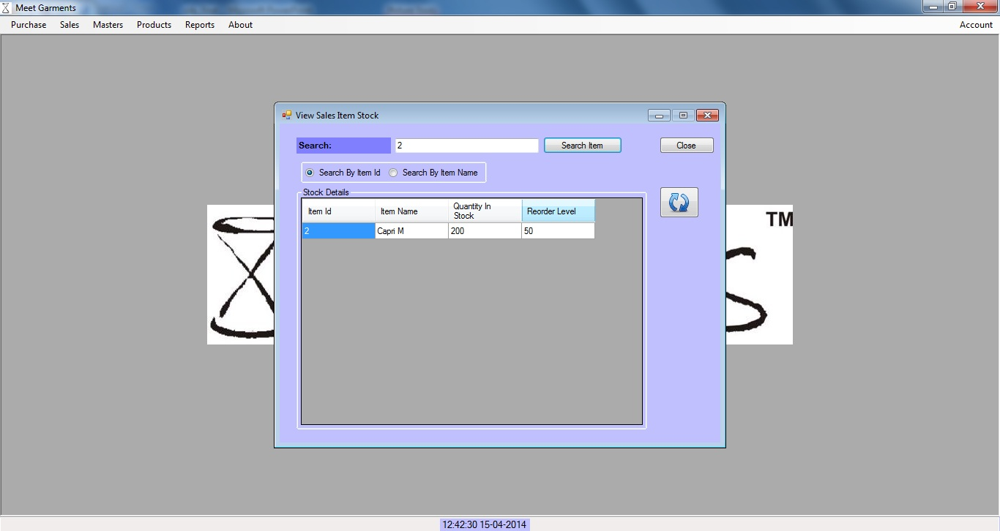 Meet Garments
Purchase Sales Masters Products Reports About Account
View Sales Item Stock
Search: 2 Search Item Close
Search By Item Id Search By Item Name
Stock Details
Item Id Item Name Quantity In Stock Reorder Level
2 Capri M 200 50
TM
12:42:30 15-04-2014